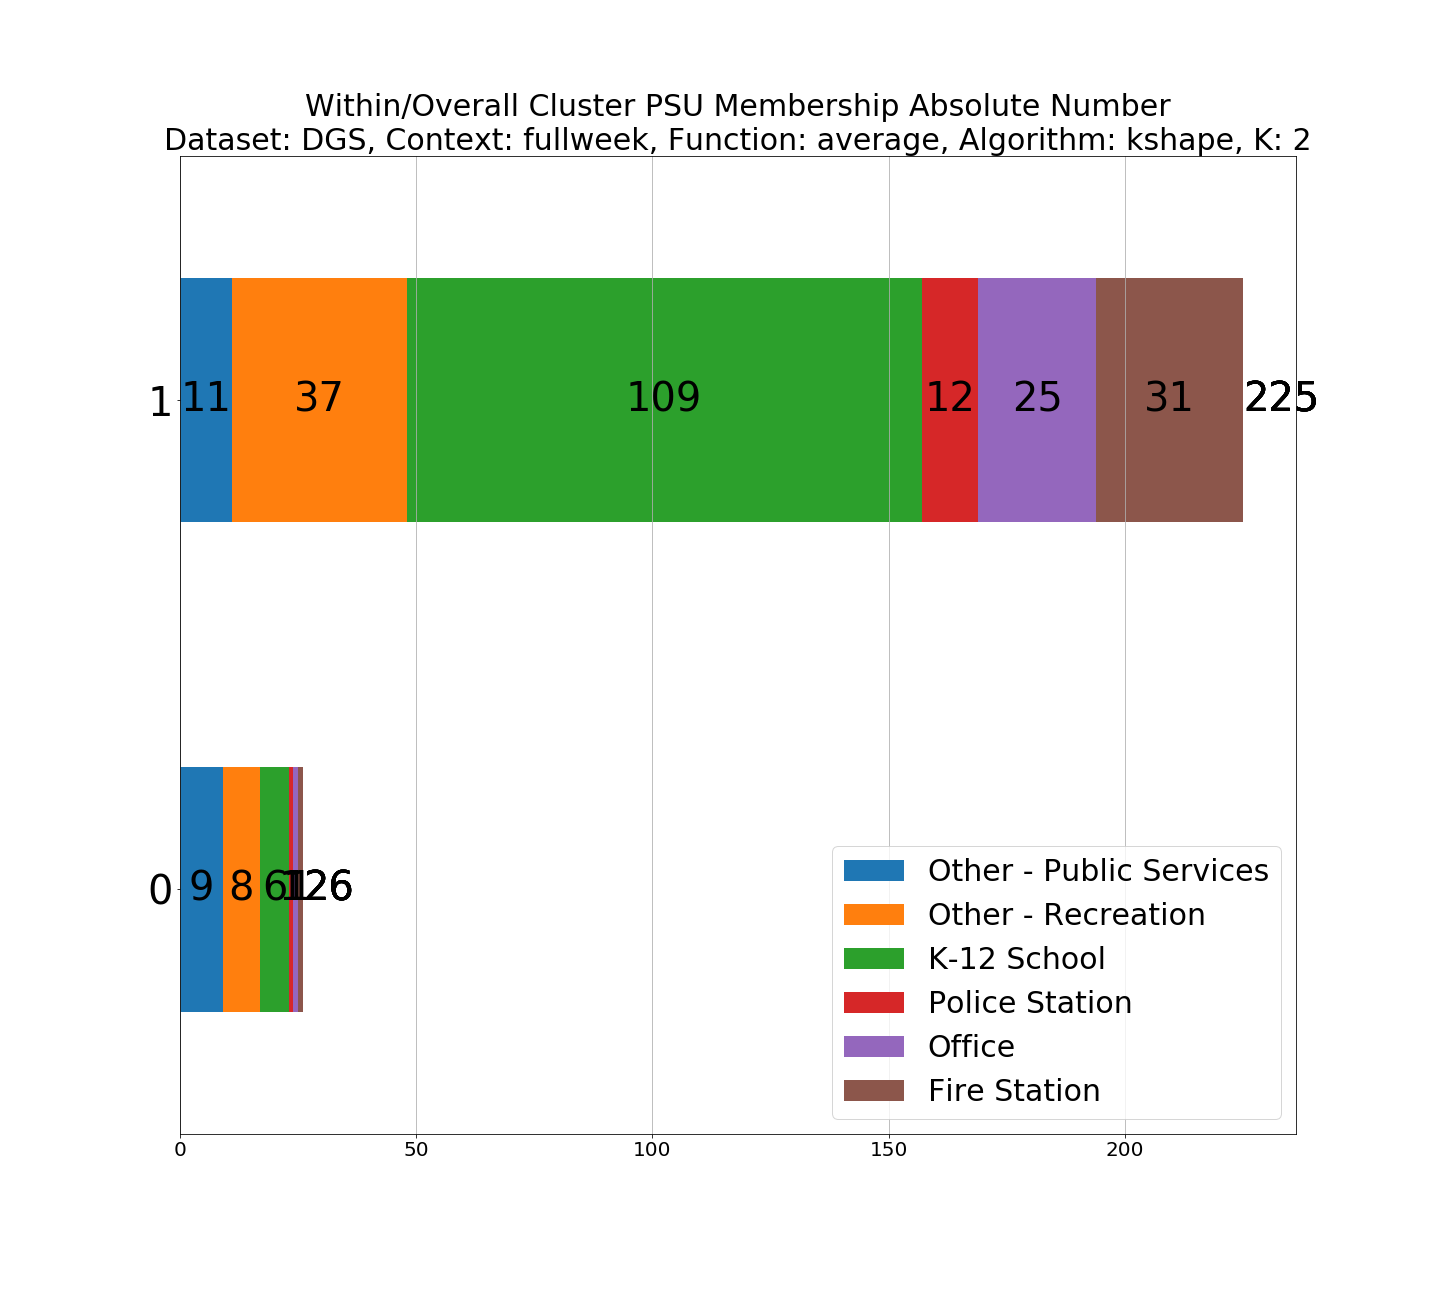 Within/Overall Cluster PSU Membership Absolute Number
Dataset: DGS, Context: fullweek, Function: average, Algorithm: kshape, K: 2
1 11 37 109 12 25 31 225
0 9 8 6 1 26
Other - Public Services
Other - Recreation
K-12 School
Police Station
Office
Fire Station
0 50 100 150 200